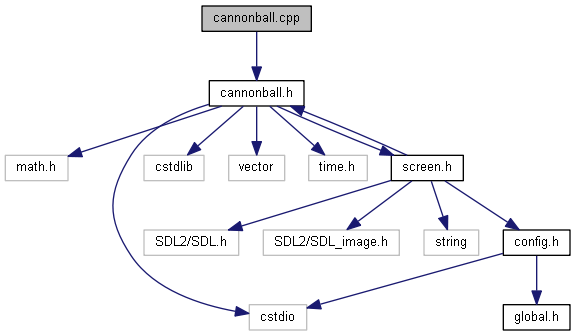 cannonball.cpp
cannonball.h
math.h
cstdlib
vector
time.h
screen.h
SDL2/SDL.h
SDL2/SDL_image.h
string
config.h
cstdio
global.h